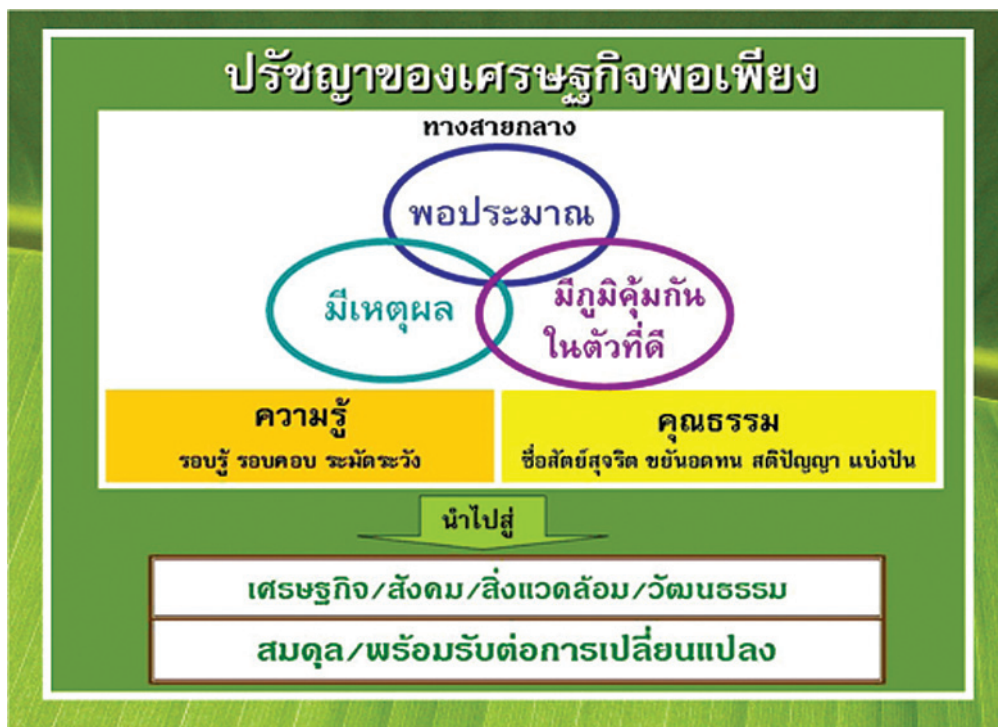 ปรัชญาของเศรษฐกิจพอเพียง
ทางสายกลาง
พอประมาณ
มีเหตุผล
มีภูมิคุ้มกัน
ในตัวที่ดี
ความรู้
รอบรู้ รอบคอบ ระมัดระวัง
คุณธรรม
ซื่อสัตย์สุจริต ขยันอดทน สติปัญญา แบ่งปัน
นำไปสู่
เศรษฐกิจ/สังคม/สิ่งแวดล้อม/วัฒนธรรม
สมดุล/พร้อมรับต่อการเปลี่ยนแปลง